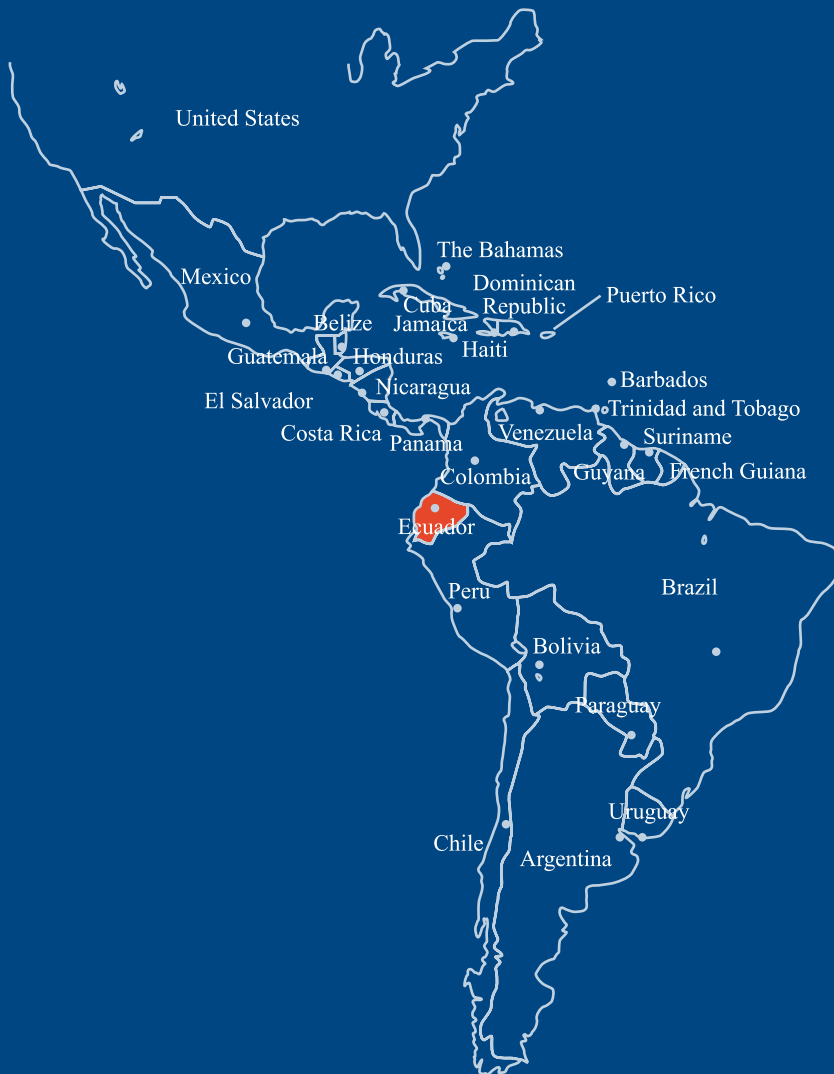 United States
The Bahamas
Mexico
Dominican
Republic
Puerto Rico
Cuba
Belize
Jamaica
Haiti
Guatemala
Honduras
Barbados
Nicaragua
El Salvador
Trinidad and Tobago
Costa Rica
Panama
Venezuela
Suriname
Colombia
Guyana
French Guiana
Ecuador
Peru
Brazil
Bolivia
Paraguay
Uruguay
Chile
Argentina